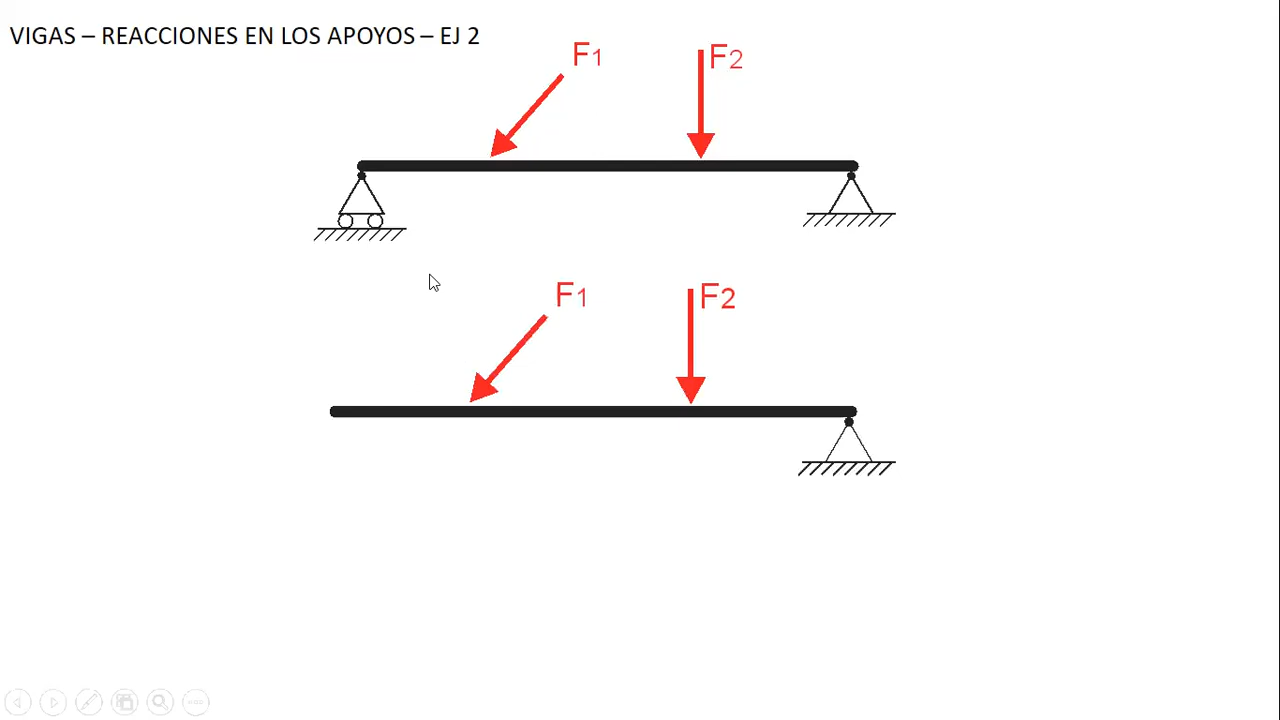 VIGAS – REACCIONES EN LOS APOYOS – EJ 2
F1
F2
F1
F2